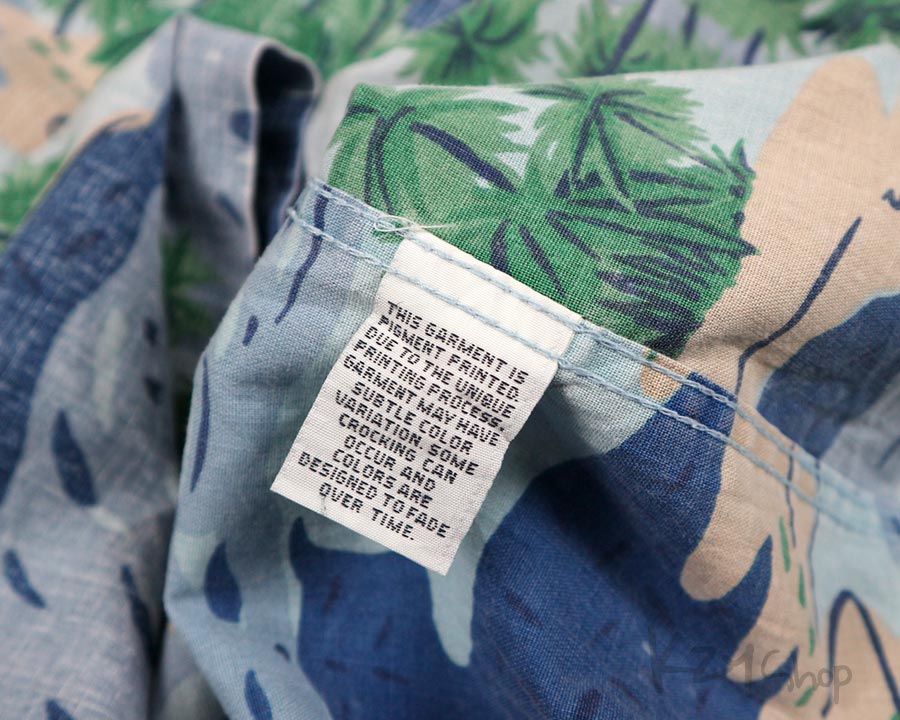 THIS GARMENT IS
PIGMENT PRINTED.
DUE TO THE UNIQUE
PRINTING PROCESS.
GARMENT MAY HAVE
SUBTLE COLOR
VARIATION. SOME
CROCKING CAN
OCCUR AND
COLORS ARE
DESIGNED TO FADE
OVER TIME.
KZ1Shop